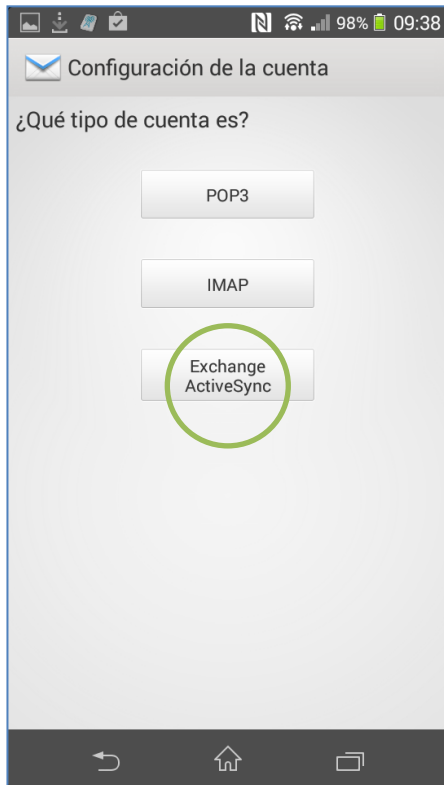 98% 09:38
Configuración de la cuenta
¿Qué tipo de cuenta es?
POP3
IMAP
Exchange
ActiveSync